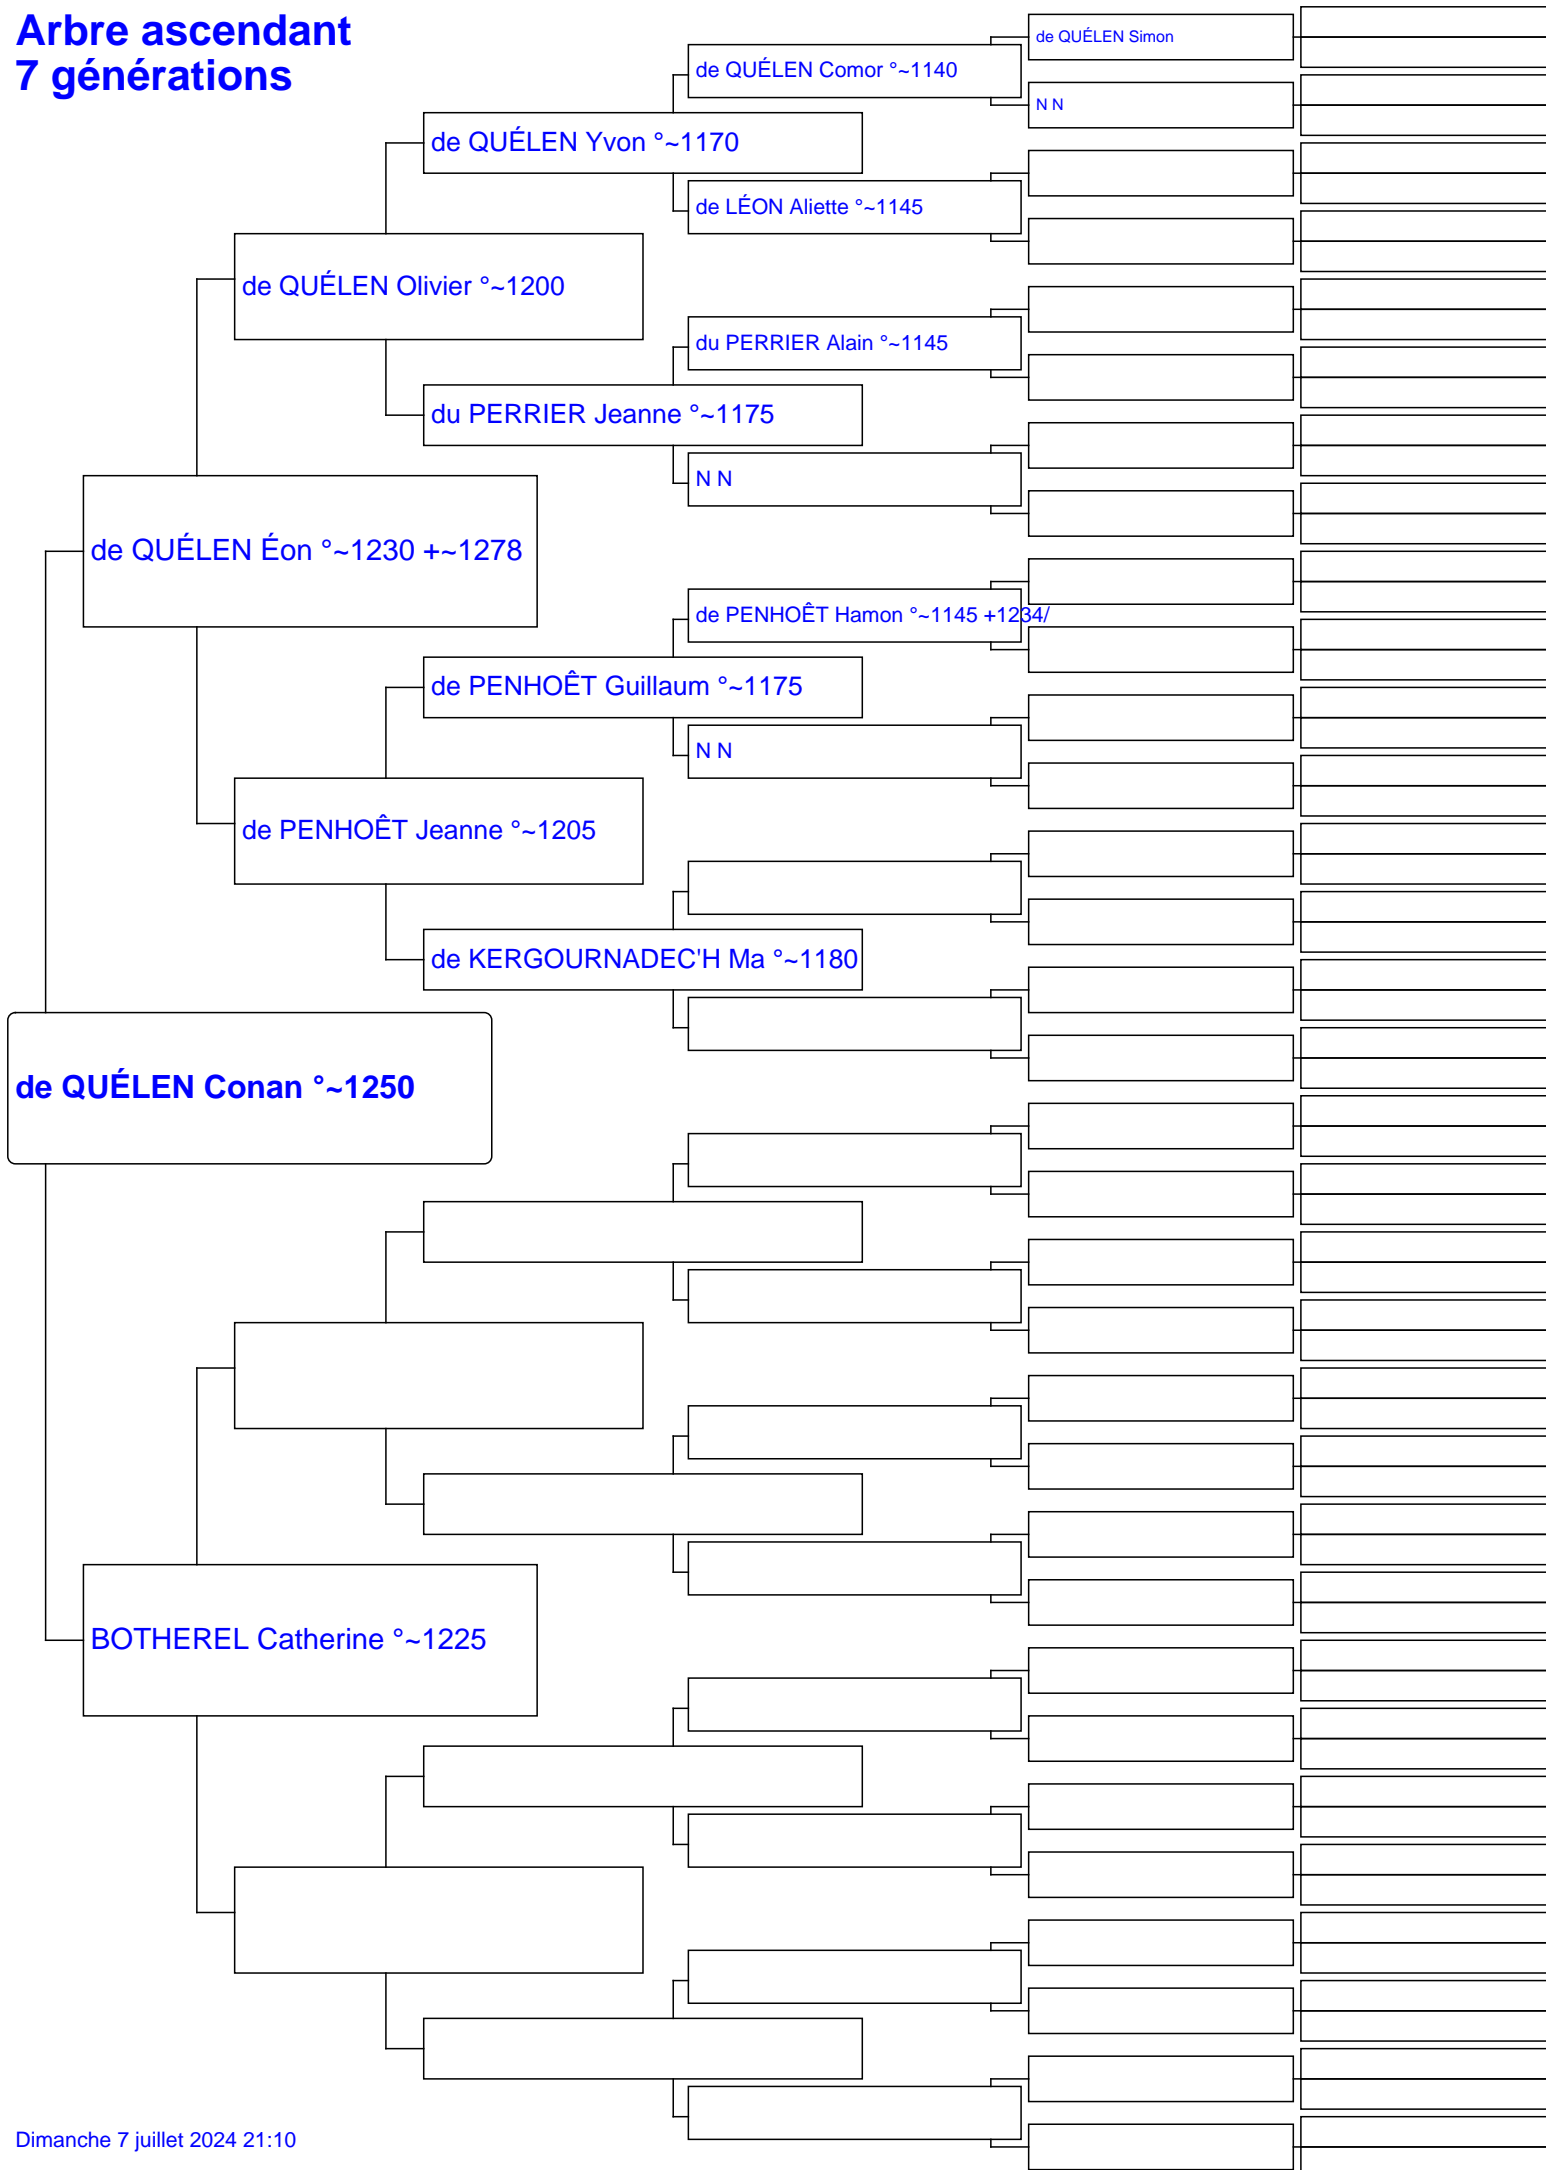 Arbre ascendant
7 générations
de QUÉLEN Simon
de QUÉLEN Comor °~1140
N N
de QUÉLEN Yvon °~1170
de LÉON Aliette °~1145
de QUÉLEN Olivier °~1200
du PERRIER Alain °~1145
du PERRIER Jeanne °~1175
N N
de QUÉLEN Éon °~1230 +~1278
de PENHOÊT Hamon °~1145 +1234/
de PENHOÊT Guillaum °~1175
N N
de PENHOÊT Jeanne °~1205
de KERGOURNADEC'H Ma °~1180
de QUÉLEN Conan °~1250
BOTHEREL Catherine °~1225
Dimanche 7 juillet 2024 21:10